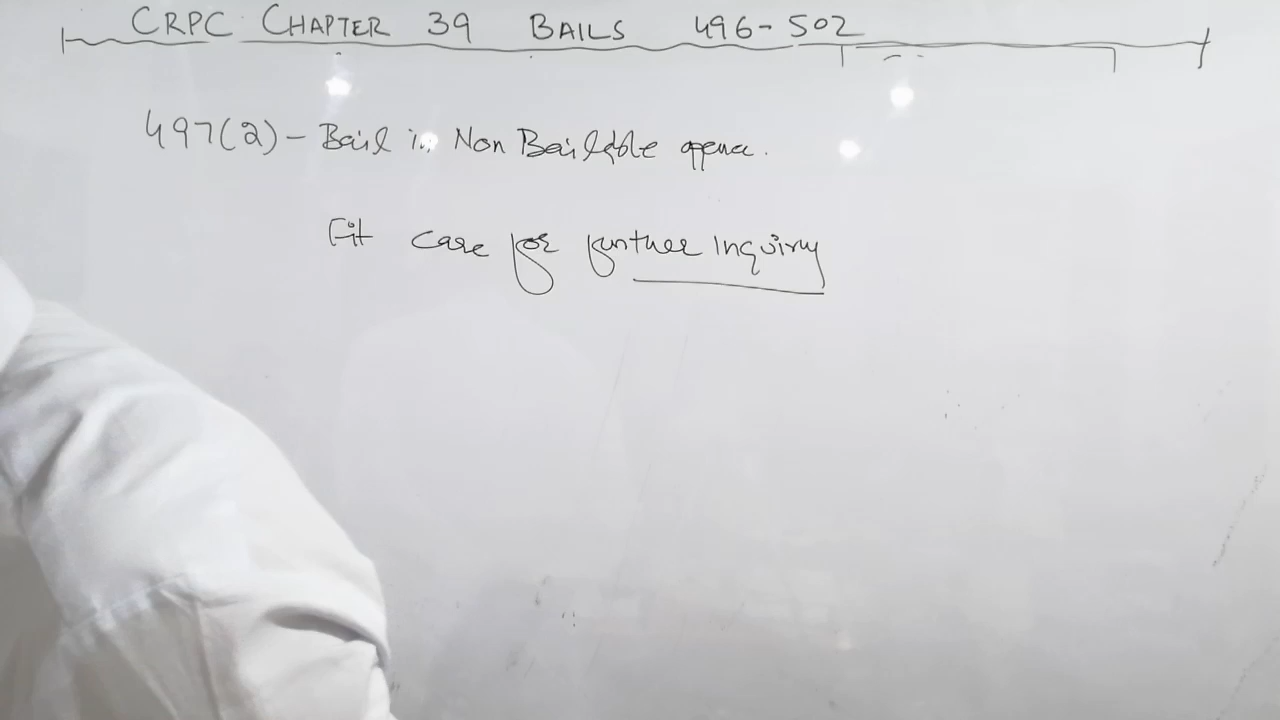 CRPC CHAPTER 39 BAILS 496-502
497(2) - Bail in Non Bailable offence.
Fit case for further Inquiry